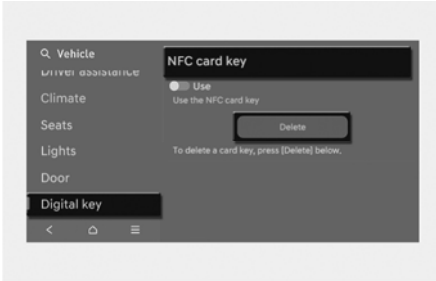 Vehicle
Driver assistance
Climate
Seats
Lights
Door
Digital key
NFC card key
Use
Use the NFC card key
Delete
To delete a card key, press [Delete] below.